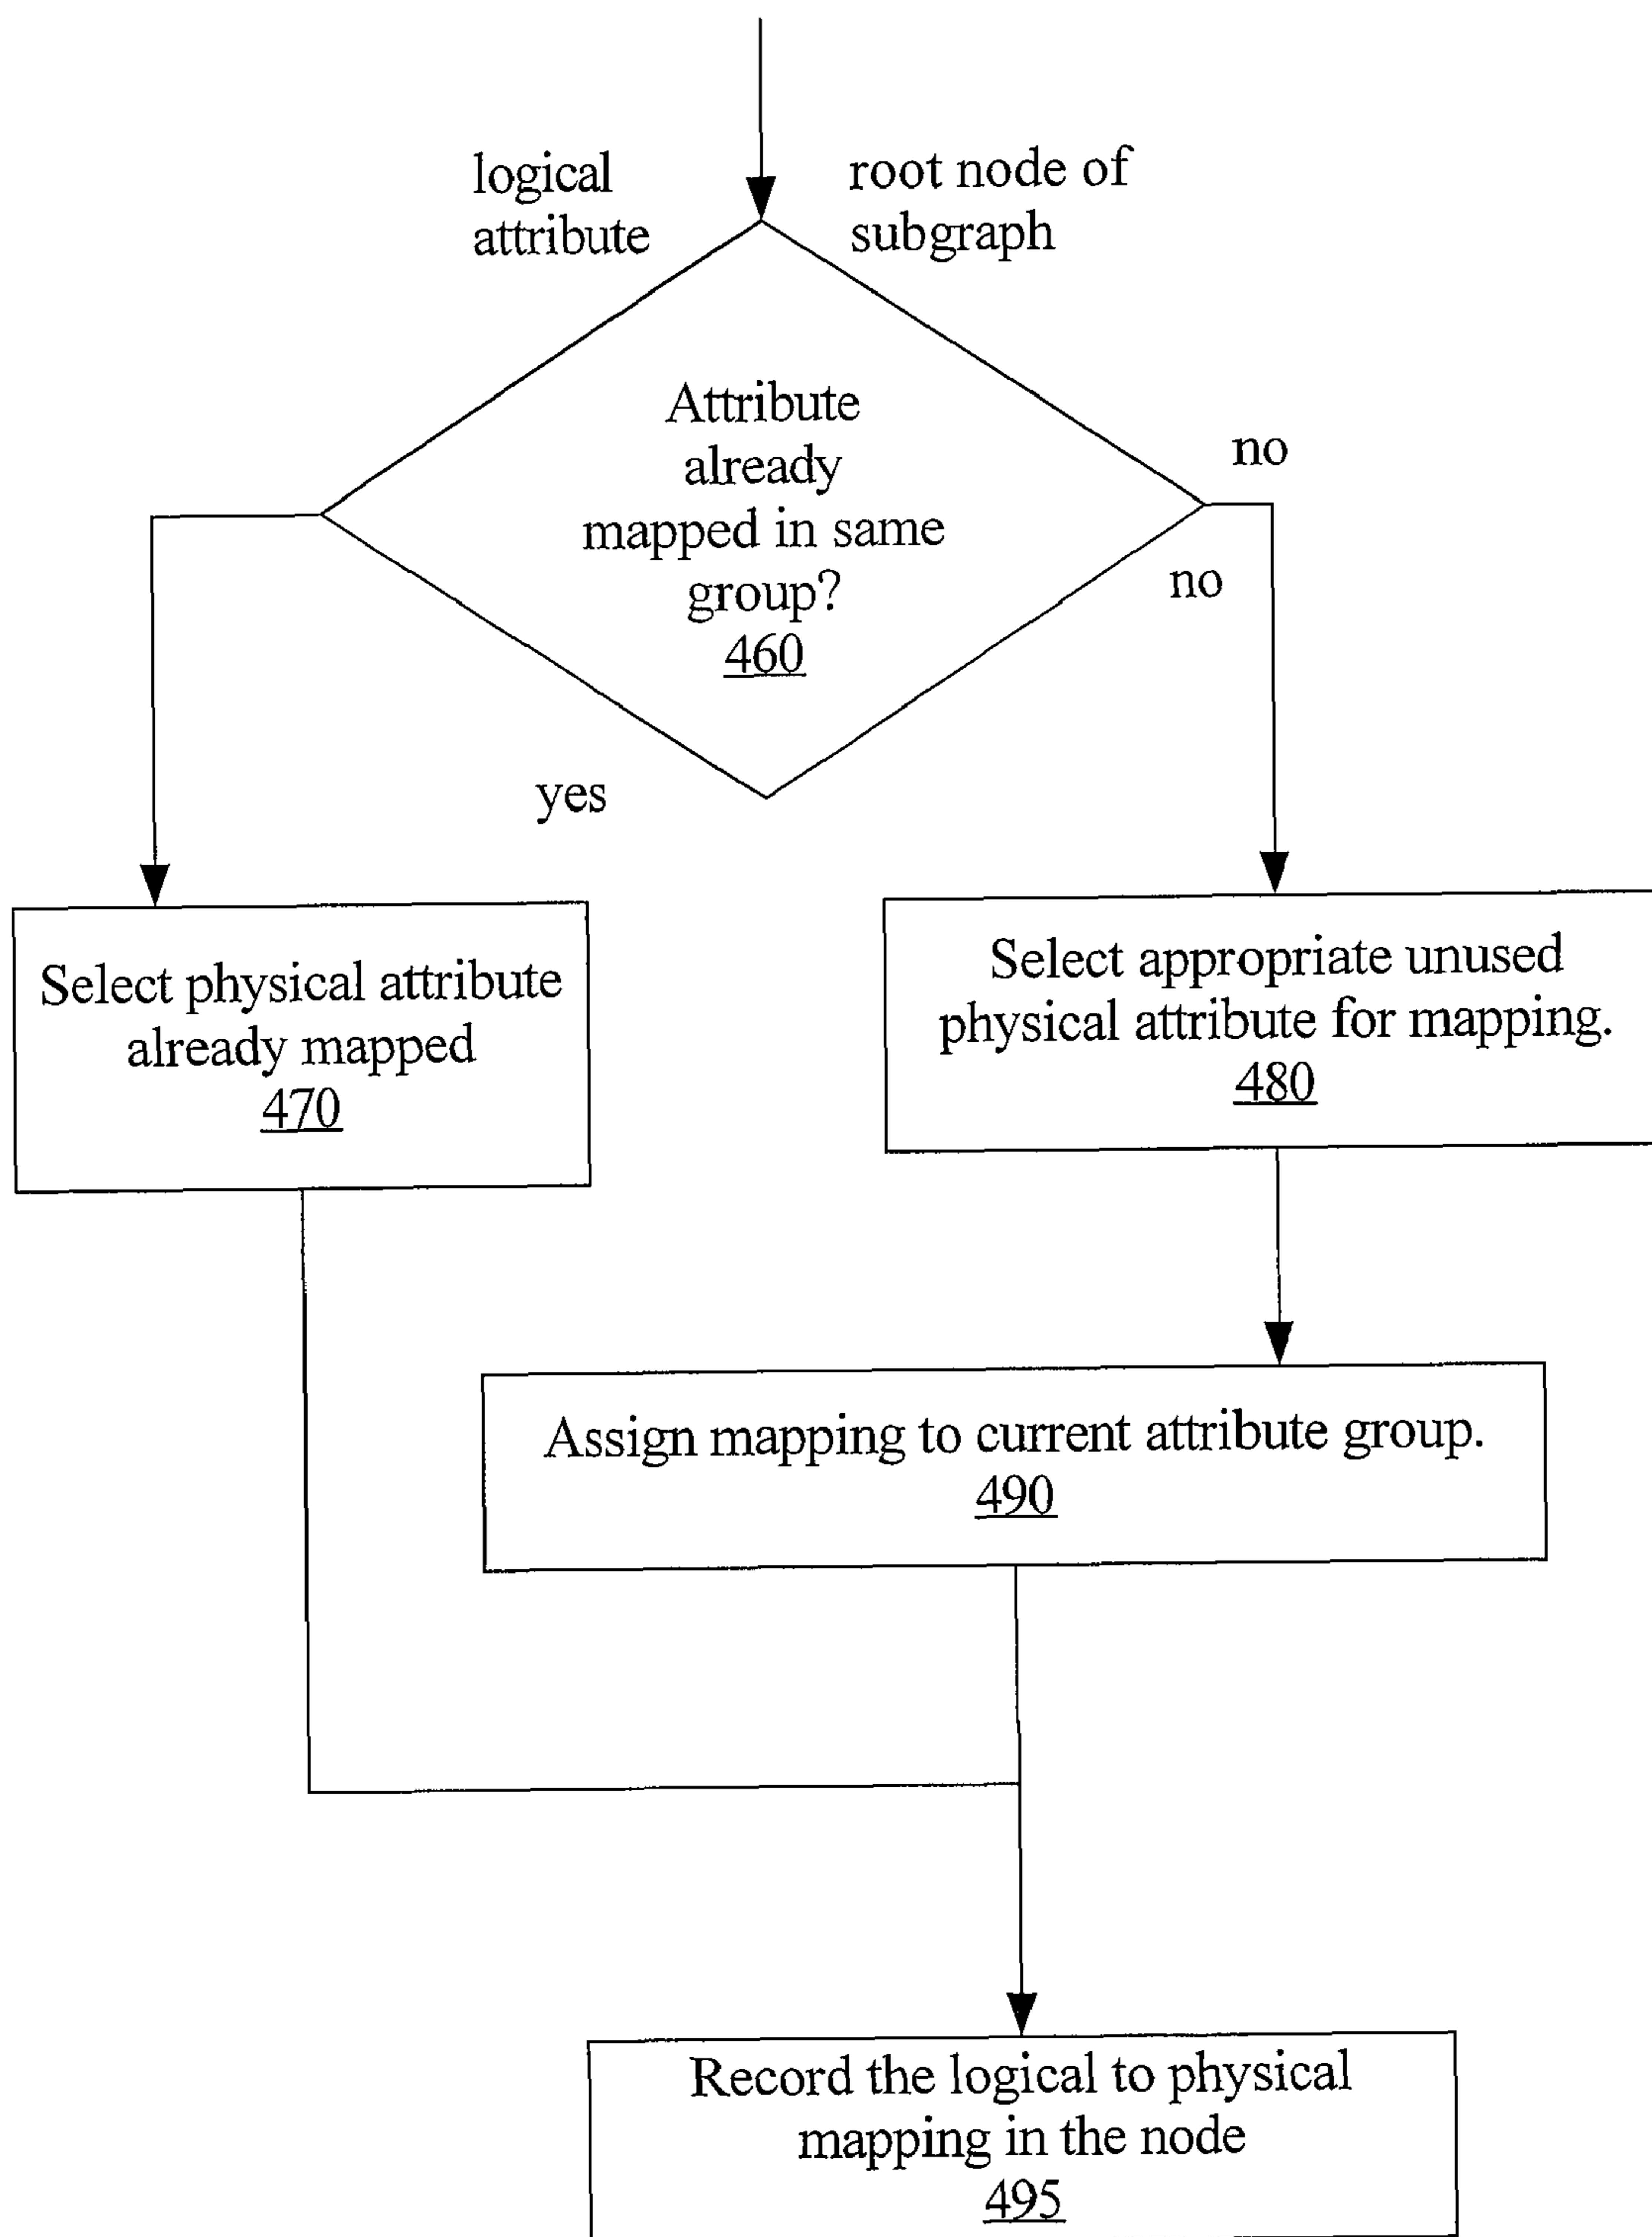 logical
attribute
root node of
subgraph
Attribute
already
mapped in same
group?
460
no
no
yes
Select physical attribute
already mapped
470
Select appropriate unused
physical attribute for mapping.
480
Assign mapping to current attribute group.
490
Record the logical to physical
mapping in the node
495